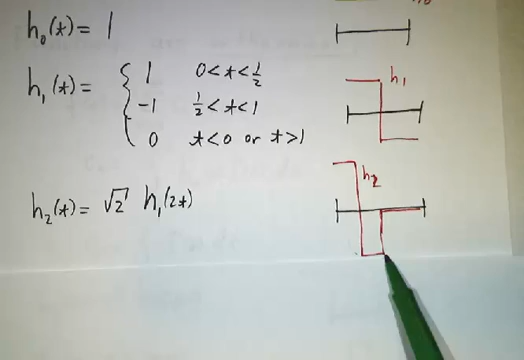 h₀(t) = 1
h₁(t) = { 1 0 < t < 1/2
-1 1/2 < t < 1
0 t < 0 or t > 1
h₁
h₂(t) = √2 h₁(2t)
h₂